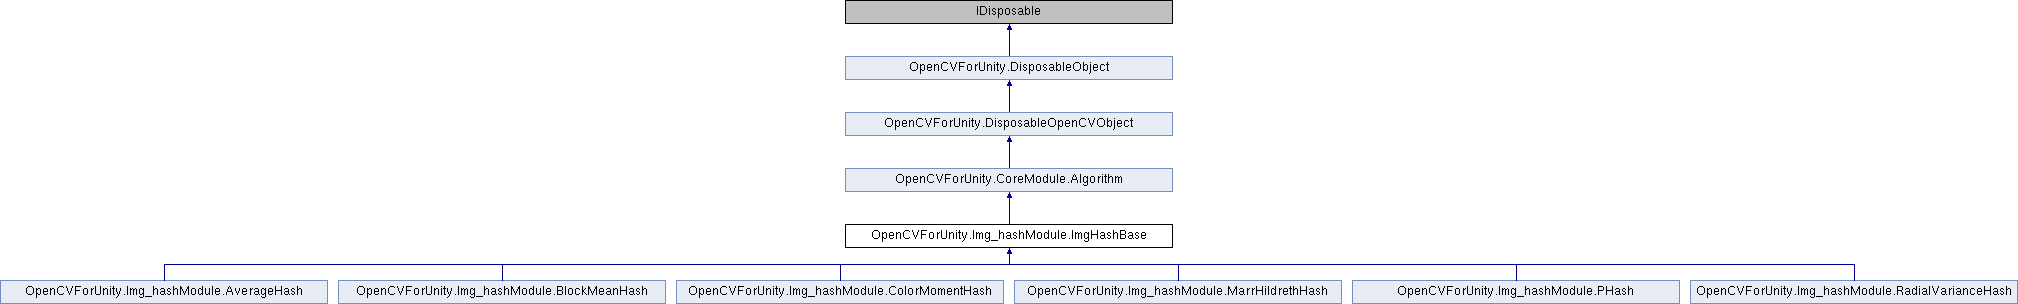 IDisposable
OpenCVForUnity.DisposableObject
OpenCVForUnity.DisposableOpenCVObject
OpenCVForUnity.CoreModule.Algorithm
OpenCVForUnity.Img_hashModule.ImgHashBase
OpenCVForUnity.Img_hashModule.AverageHash
OpenCVForUnity.Img_hashModule.BlockMeanHash
OpenCVForUnity.Img_hashModule.ColorMomentHash
OpenCVForUnity.Img_hashModule.MarrHildrethHash
OpenCVForUnity.Img_hashModule.PHash
OpenCVForUnity.Img_hashModule.RadialVarianceHash